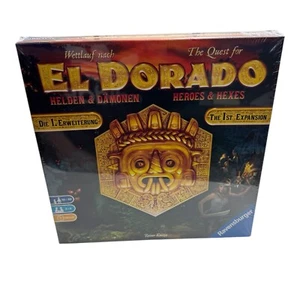 Wettlauf nach The Quest for
EL DORADO
HELDEN & DÄMONEN HEROES & HEXES
DIE 1. ERWEITERUNG THE 1ST EXPANSION
Ravensburger